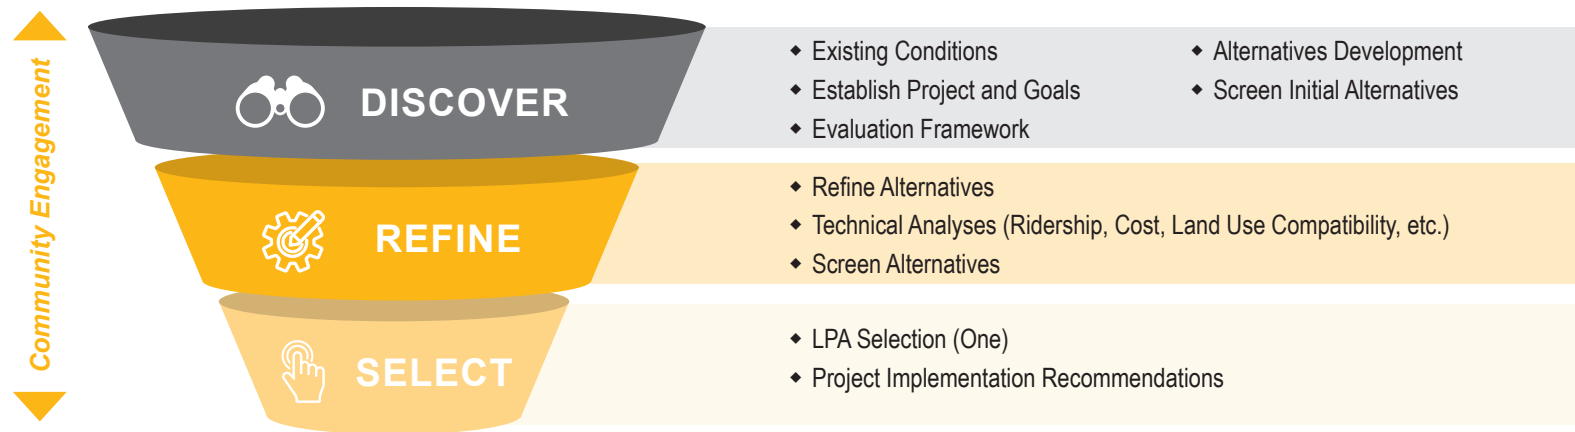 Community Engagement
DISCOVER
◆ Existing Conditions
◆ Establish Project and Goals
◆ Evaluation Framework
◆ Alternatives Development
◆ Screen Initial Alternatives
REFINE
◆ Refine Alternatives
◆ Technical Analyses (Ridership, Cost, Land Use Compatibility, etc.)
◆ Screen Alternatives
SELECT
◆ LPA Selection (One)
◆ Project Implementation Recommendations